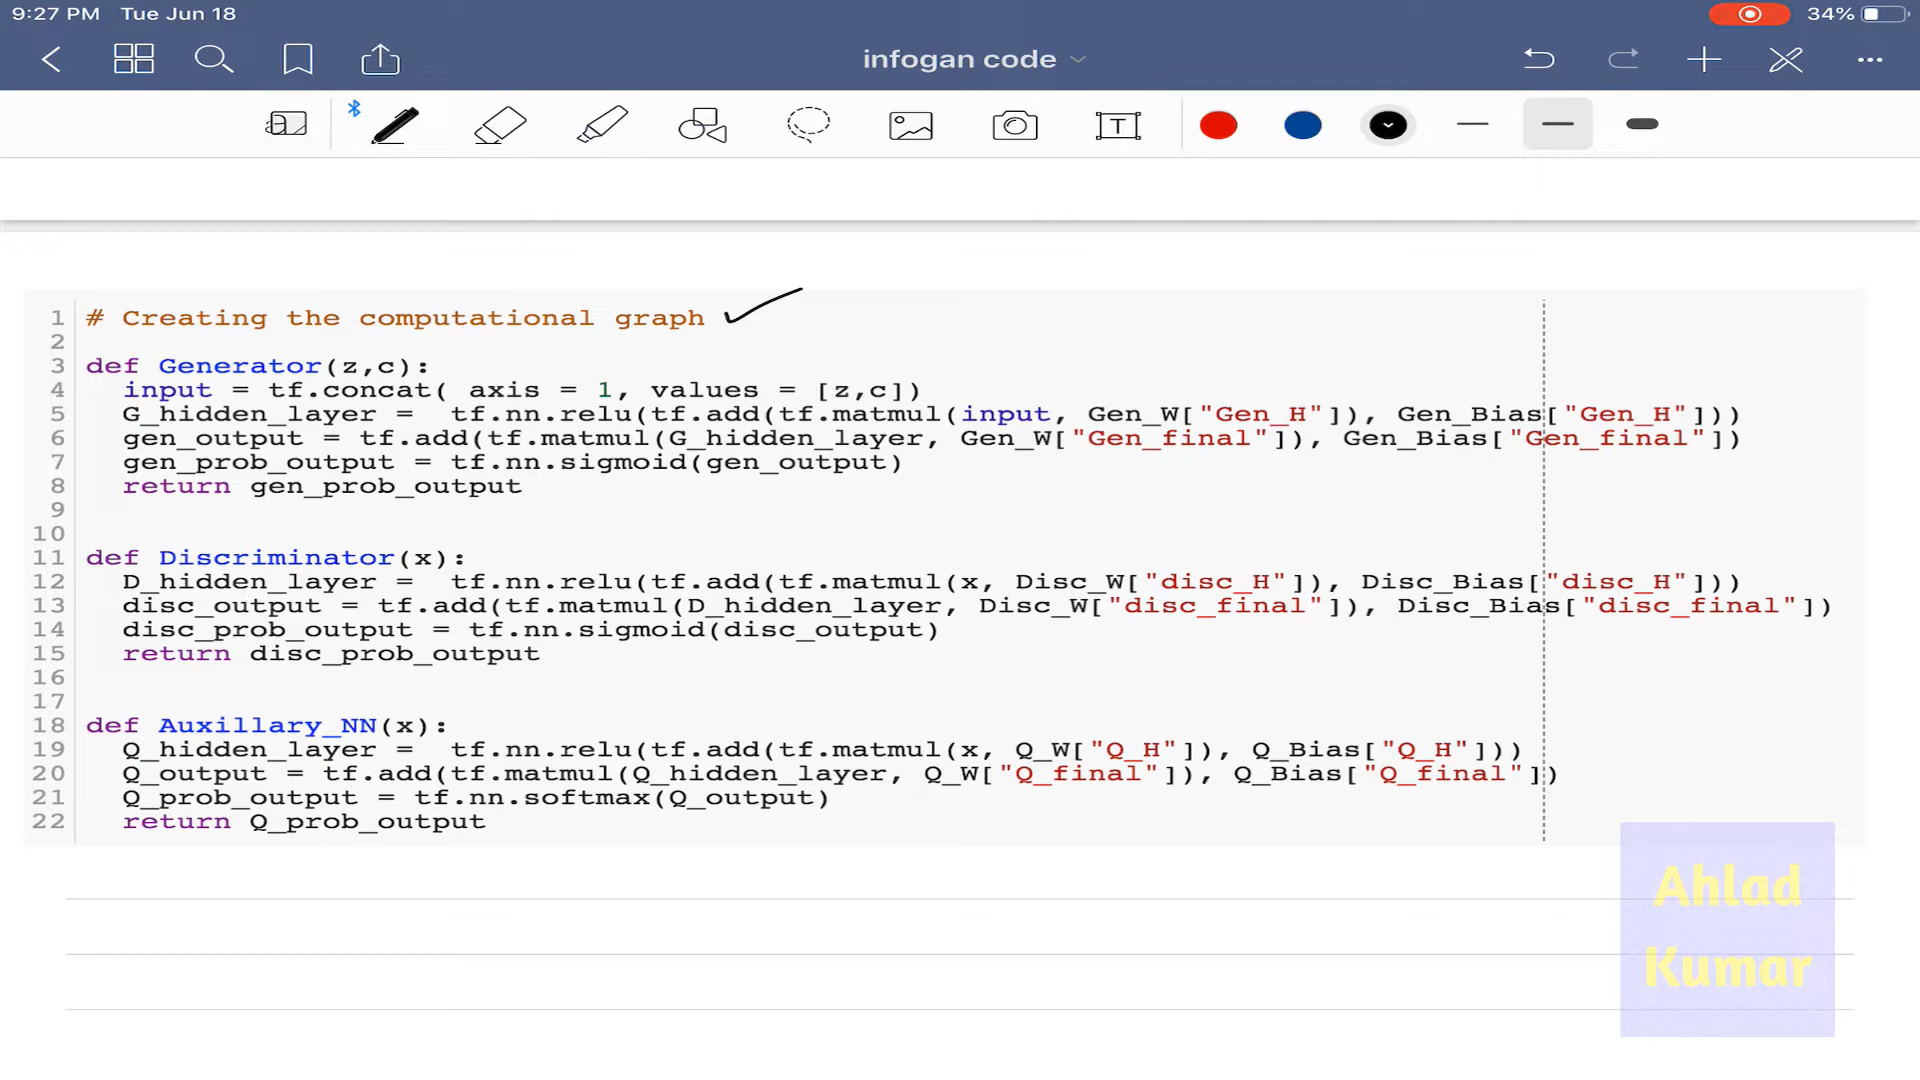 9:27 PM Tue Jun 18
34%
infogan code
1 # Creating the computational graph
2
3 def Generator(z,c):
4 input = tf.concat( axis = 1, values = [z,c])
5 G_hidden_layer =  tf.nn.relu(tf.add(tf.matmul(input, Gen_W["Gen_H"]), Gen_Bias["Gen_H"]))
6 gen_output = tf.add(tf.matmul(G_hidden_layer, Gen_W["Gen_final"]), Gen_Bias["Gen_final"])
7 gen_prob_output = tf.nn.sigmoid(gen_output)
8 return gen_prob_output
9
10
11 def Discriminator(x):
12 D_hidden_layer =  tf.nn.relu(tf.add(tf.matmul(x, Disc_W["disc_H"]), Disc_Bias["disc_H"]))
13 disc_output = tf.add(tf.matmul(D_hidden_layer, Disc_W["disc_final"]), Disc_Bias["disc_final"])
14 disc_prob_output = tf.nn.sigmoid(disc_output)
15 return disc_prob_output
16
17
18 def Auxillary_NN(x):
19 Q_hidden_layer =  tf.nn.relu(tf.add(tf.matmul(x, Q_W["Q_H"]), Q_Bias["Q_H"]))
20 Q_output = tf.add(tf.matmul(Q_hidden_layer, Q_W["Q_final"]), Q_Bias["Q_final"])
21 Q_prob_output = tf.nn.softmax(Q_output)
22 return Q_prob_output
Ahlad
Kumar